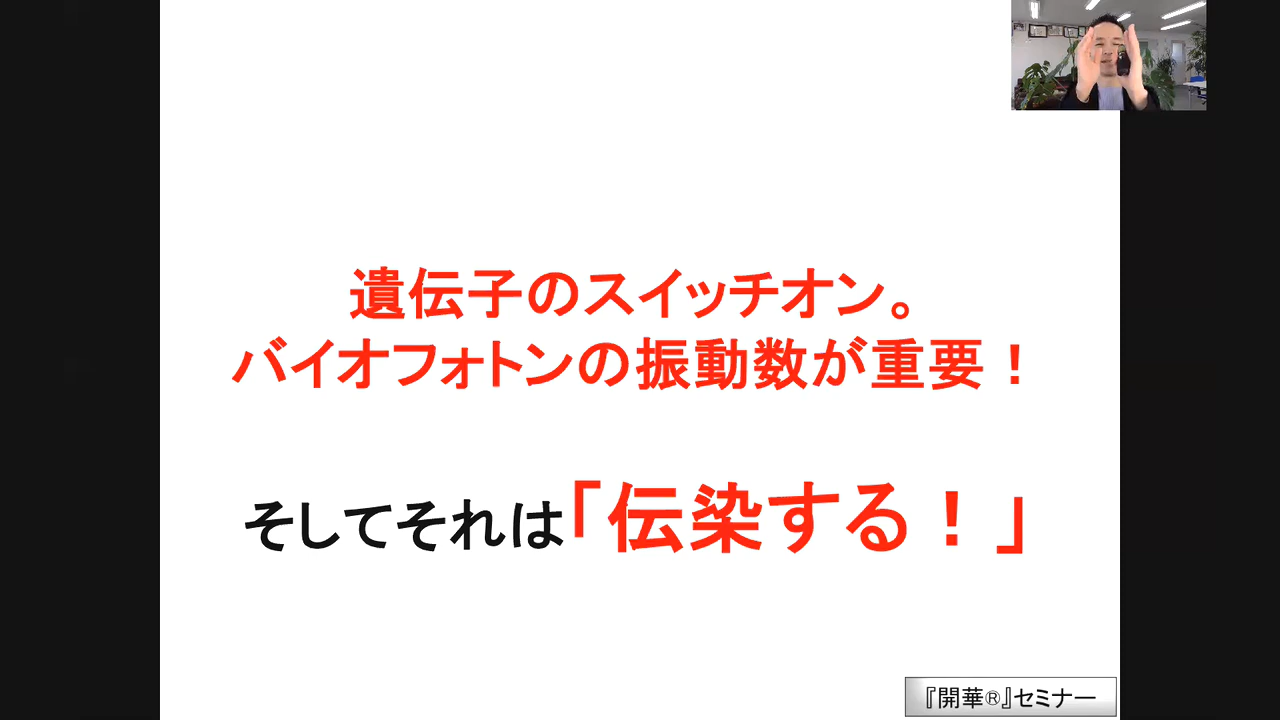 遺伝子のスイッチオン。
バイオフォトンの振動数が重要！
そしてそれは「伝染する！」
『開華®』セミナー